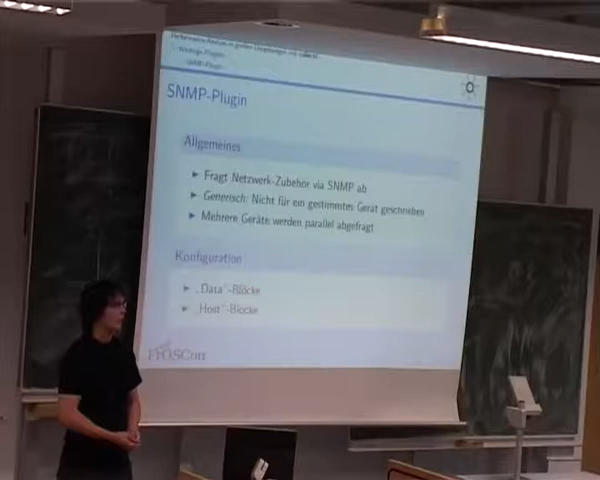 Performance-Analyse in großen Umgebungen mit collectd
Wichtige Plugins
SNMP-Plugin
SNMP-Plugin
Allgemeines
► Fragt Netzwerk-Zubehör via SNMP ab
► Generisch: Nicht für ein gestimmtes Gerät geschrieben
► Mehrere Geräte werden parallel abgefragt
Konfiguration
► „Data“-Blöcke
► „Host“-Blöcke
FrOSCon